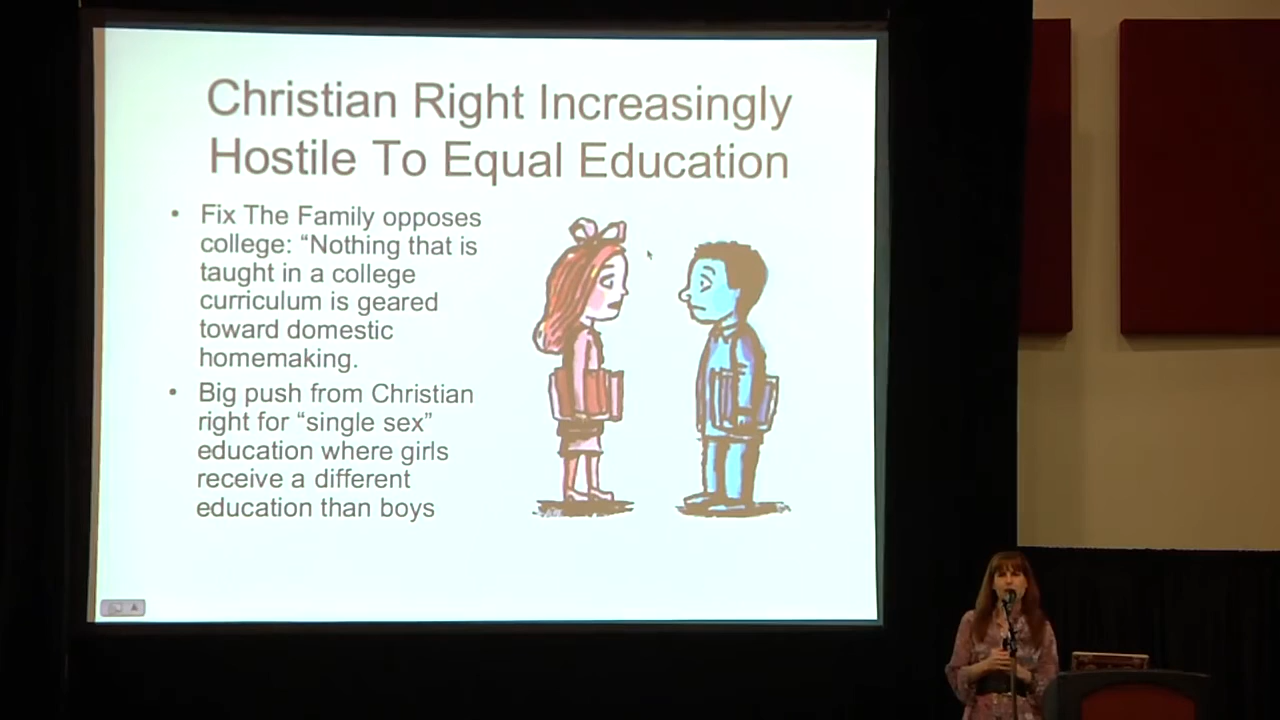 Christian Right Increasingly
Hostile To Equal Education
• Fix The Family opposes
college: “Nothing that is
taught in a college
curriculum is geared
toward domestic
homemaking.
• Big push from Christian
right for “single sex”
education where girls
receive a different
education than boys